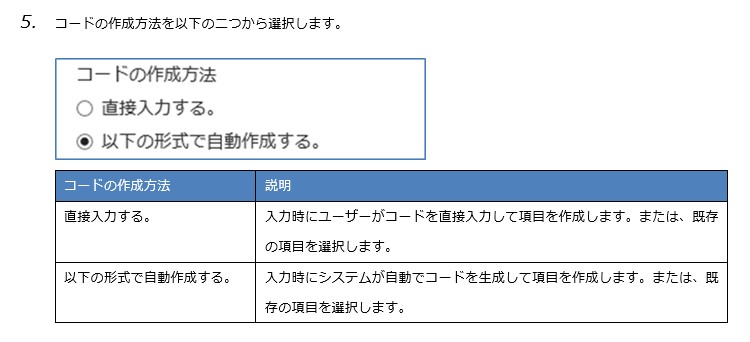 5. コードの作成方法を以下の二つから選択します。
コードの作成方法
直接入力する。
以下の形式で自動作成する。
コードの作成方法 説明
直接入力する。 入力時にユーザーがコードを直接入力して項目を作成します。または、既存
の項目を選択します。
以下の形式で自動作成する。 入力時にシステムが自動でコードを生成して項目を作成します。または、既
存の項目を選択します。